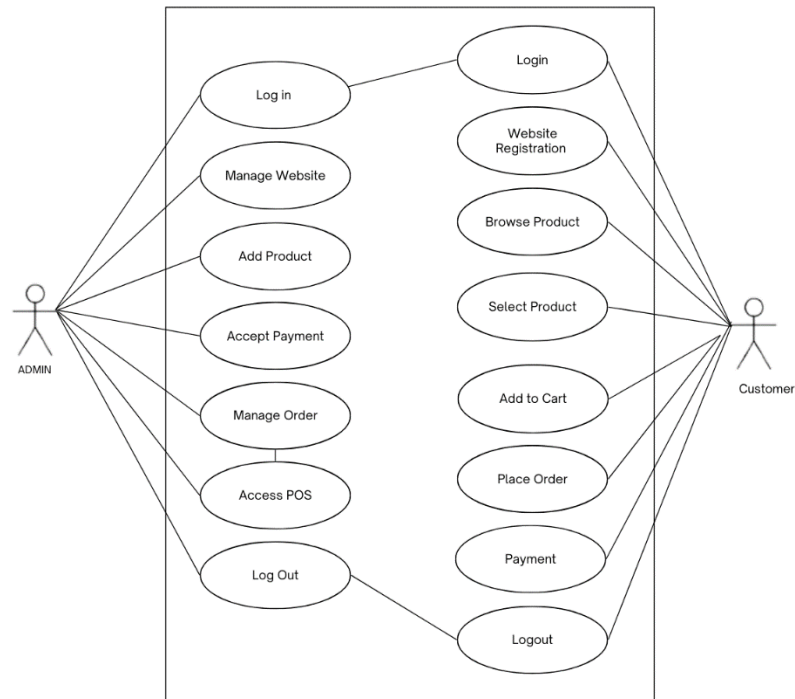 Log in
Manage Website
Add Product
Accept Payment
Manage Order
Access POS
Log Out
Login
Website
Registration
Browse Product
Select Product
Add to Cart
Place Order
Payment
Logout
ADMIN
Customer